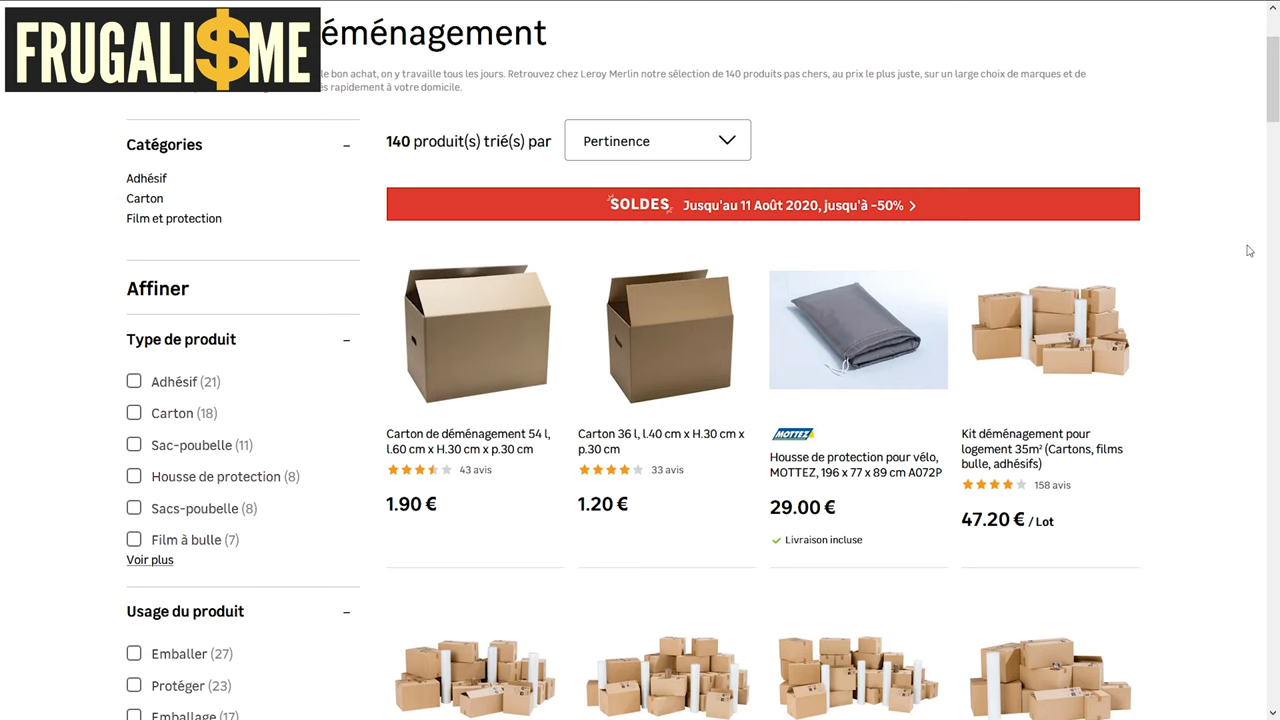 FRUGALI$ME
éménagement
le bon achat, on y travaille tous les jours. Retrouvez chez Leroy Merlin notre sélection de 140 produits pas chers, au prix le plus juste, sur un large choix de marques et de
s rapidement à votre domicile.
Catégories
Adhésif
Carton
Film et protection
Affiner
Type de produit
Adhésif (21)
Carton (18)
Sac-poubelle (11)
Housse de protection (8)
Sacs-poubelle (8)
Film à bulle (7)
Voir plus
Usage du produit
Emballer (27)
Protéger (23)
Emballage (17)
140 produit(s) trié(s) par
Pertinence
SOLDES Jusqu'au 11 Août 2020, jusqu'à -50%
Carton de déménagement 54 l,
l.60 cm x H.30 cm x p.30 cm
43 avis
1.90 €
Carton 36 l, l.40 cm x H.30 cm x
p.30 cm
33 avis
1.20 €
MOTTEZ
Housse de protection pour vélo,
MOTTEZ, 196 x 77 x 89 cm A072P
29.00 €
Livraison incluse
Kit déménagement pour
logement 35m² (Cartons, films
bulle, adhésifs)
158 avis
47.20 € / Lot